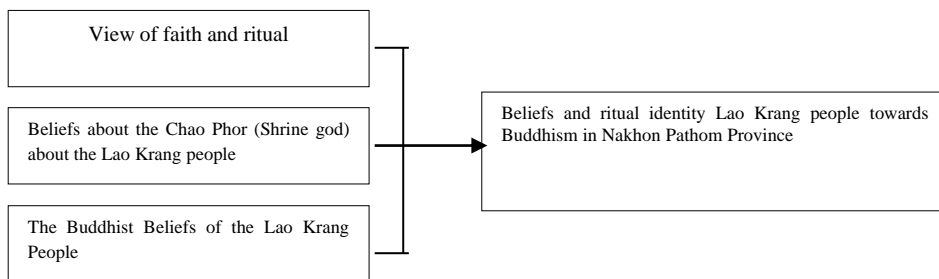 View of faith and ritual
Beliefs about the Chao Phor (Shrine god)
about the Lao Krang people
The Buddhist Beliefs of the Lao Krang
People
Beliefs and ritual identity Lao Krang people towards
Buddhism in Nakhon Pathom Province